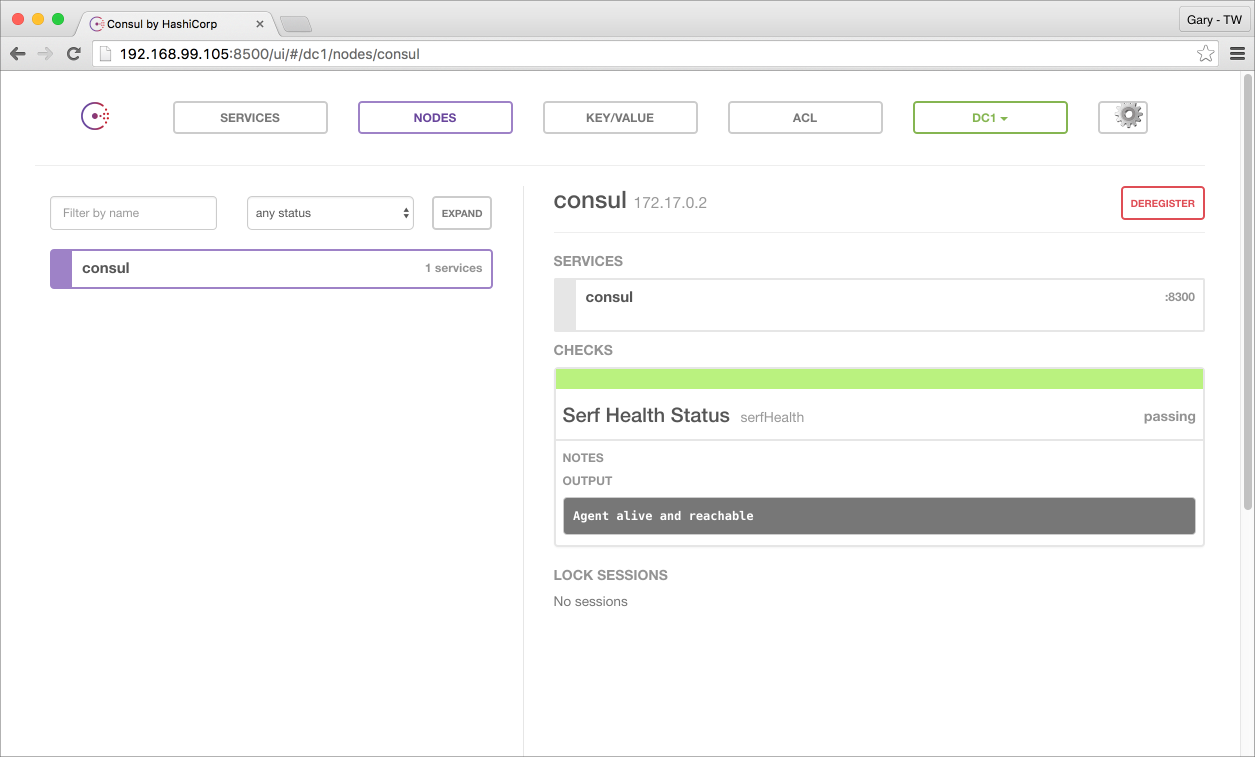 Consul by HashiCorp
Gary - TW
192.168.99.105:8500/ui/#/dc1/nodes/consul
SERVICES
NODES
KEY/VALUE
ACL
DC1
Filter by name
any status
EXPAND
consul
1 services
consul 172.17.0.2
DEREGISTER
SERVICES
consul
:8300
CHECKS
Serf Health Status serfHealth
passing
NOTES
OUTPUT
Agent alive and reachable
LOCK SESSIONS
No sessions